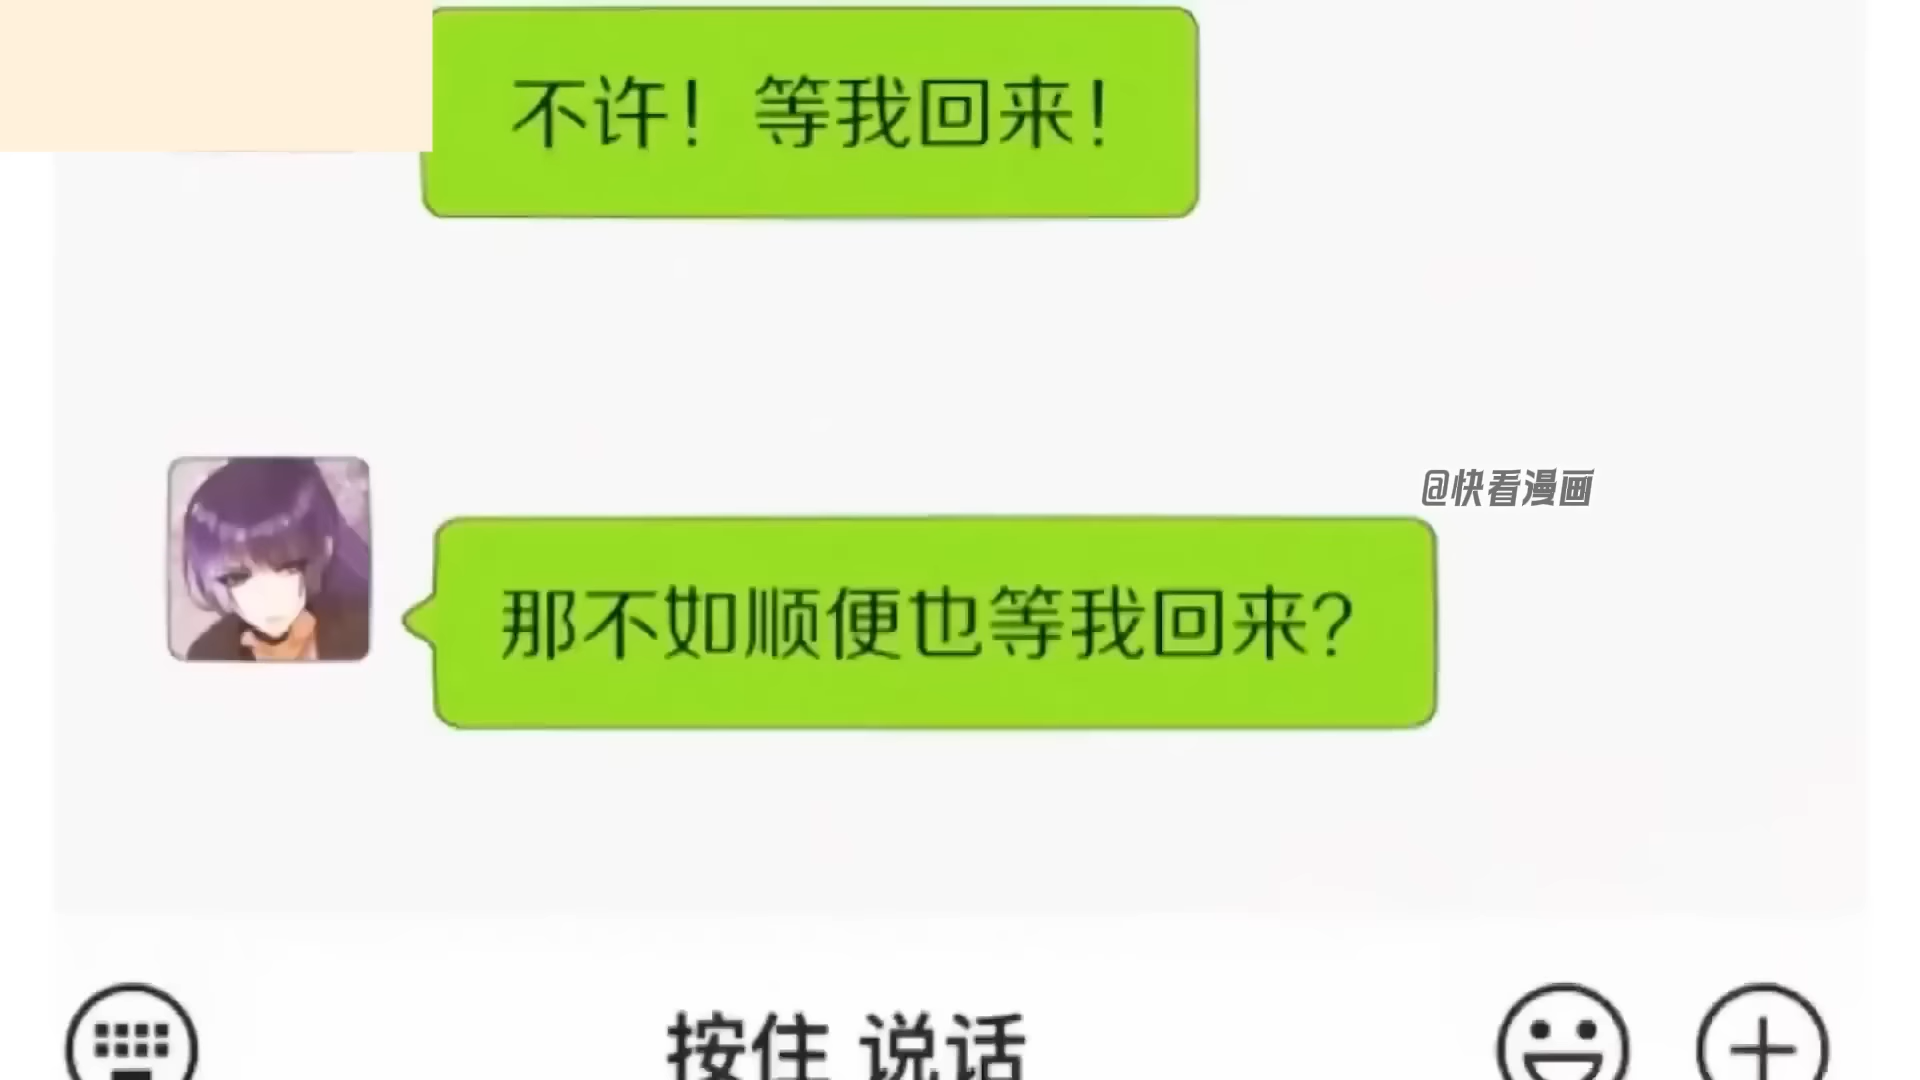 不许！等我回来！
@快看漫画
那不如顺便也等我回来？
按住 说话